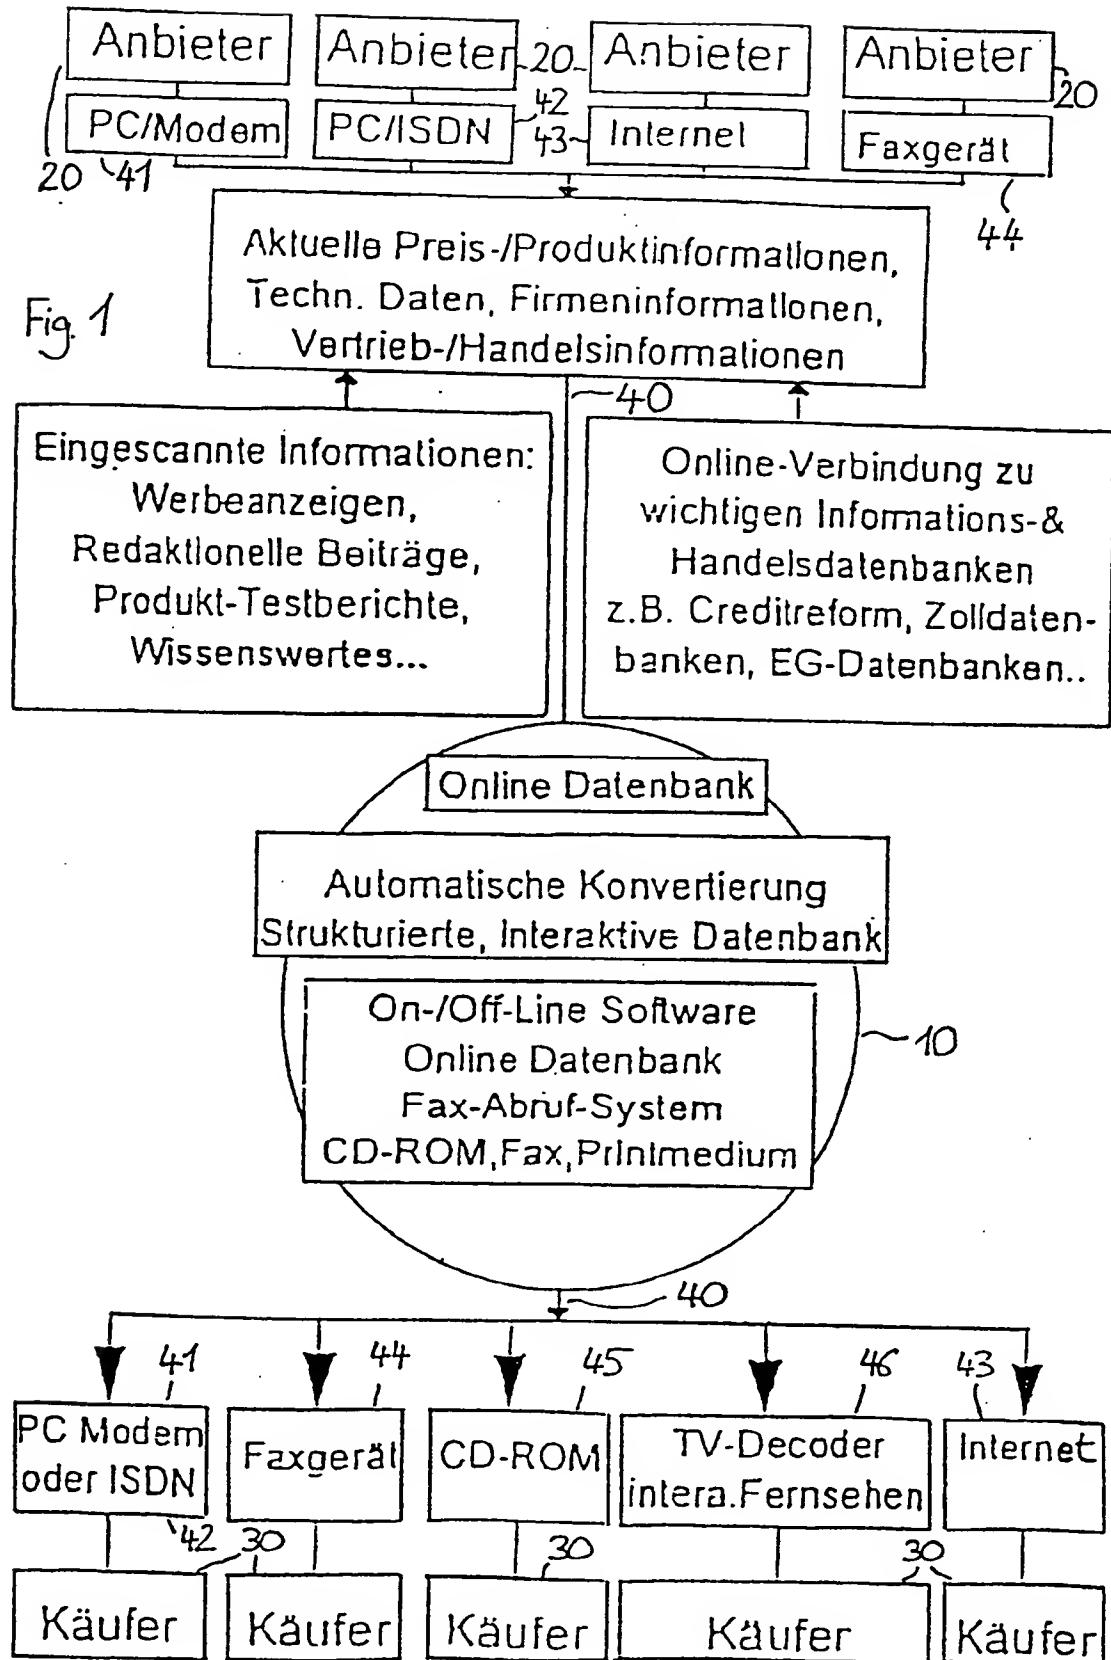 Anbieter Anbieter 20 Anbieter Anbieter 20
PC/Modem PC/ISDN 42 43 Internet Faxgerät
20 41 44
Aktuelle Preis-/Produktinformationen,
Techn. Daten, Firmeninformationen,
Vertrieb-/Handelsinformationen
Fig. 1
40
Eingescannte Informationen:
Werbeanzeigen,
Redaktionelle Beiträge,
Produkt-Testberichte,
Wissenswertes...
Online-Verbindung zu
wichtigen Informations-&
Handelsdatenbanken
z.B. Creditreform, Zolldaten-
banken, EG-Datenbanken..
Online Datenbank
Automatische Konvertierung
Strukturierte, Interaktive Datenbank
On-/Off-Line Software
Online Datenbank
Fax-Abruf-System
CD-ROM,Fax,Printmedium
10
40
41 44 45 46 43
PC Modem
oder ISDN
Faxgerät
CD-ROM
TV-Decoder
intera.Fernsehen
Internet
42 30 30 30
Käufer Käufer Käufer Käufer Käufer